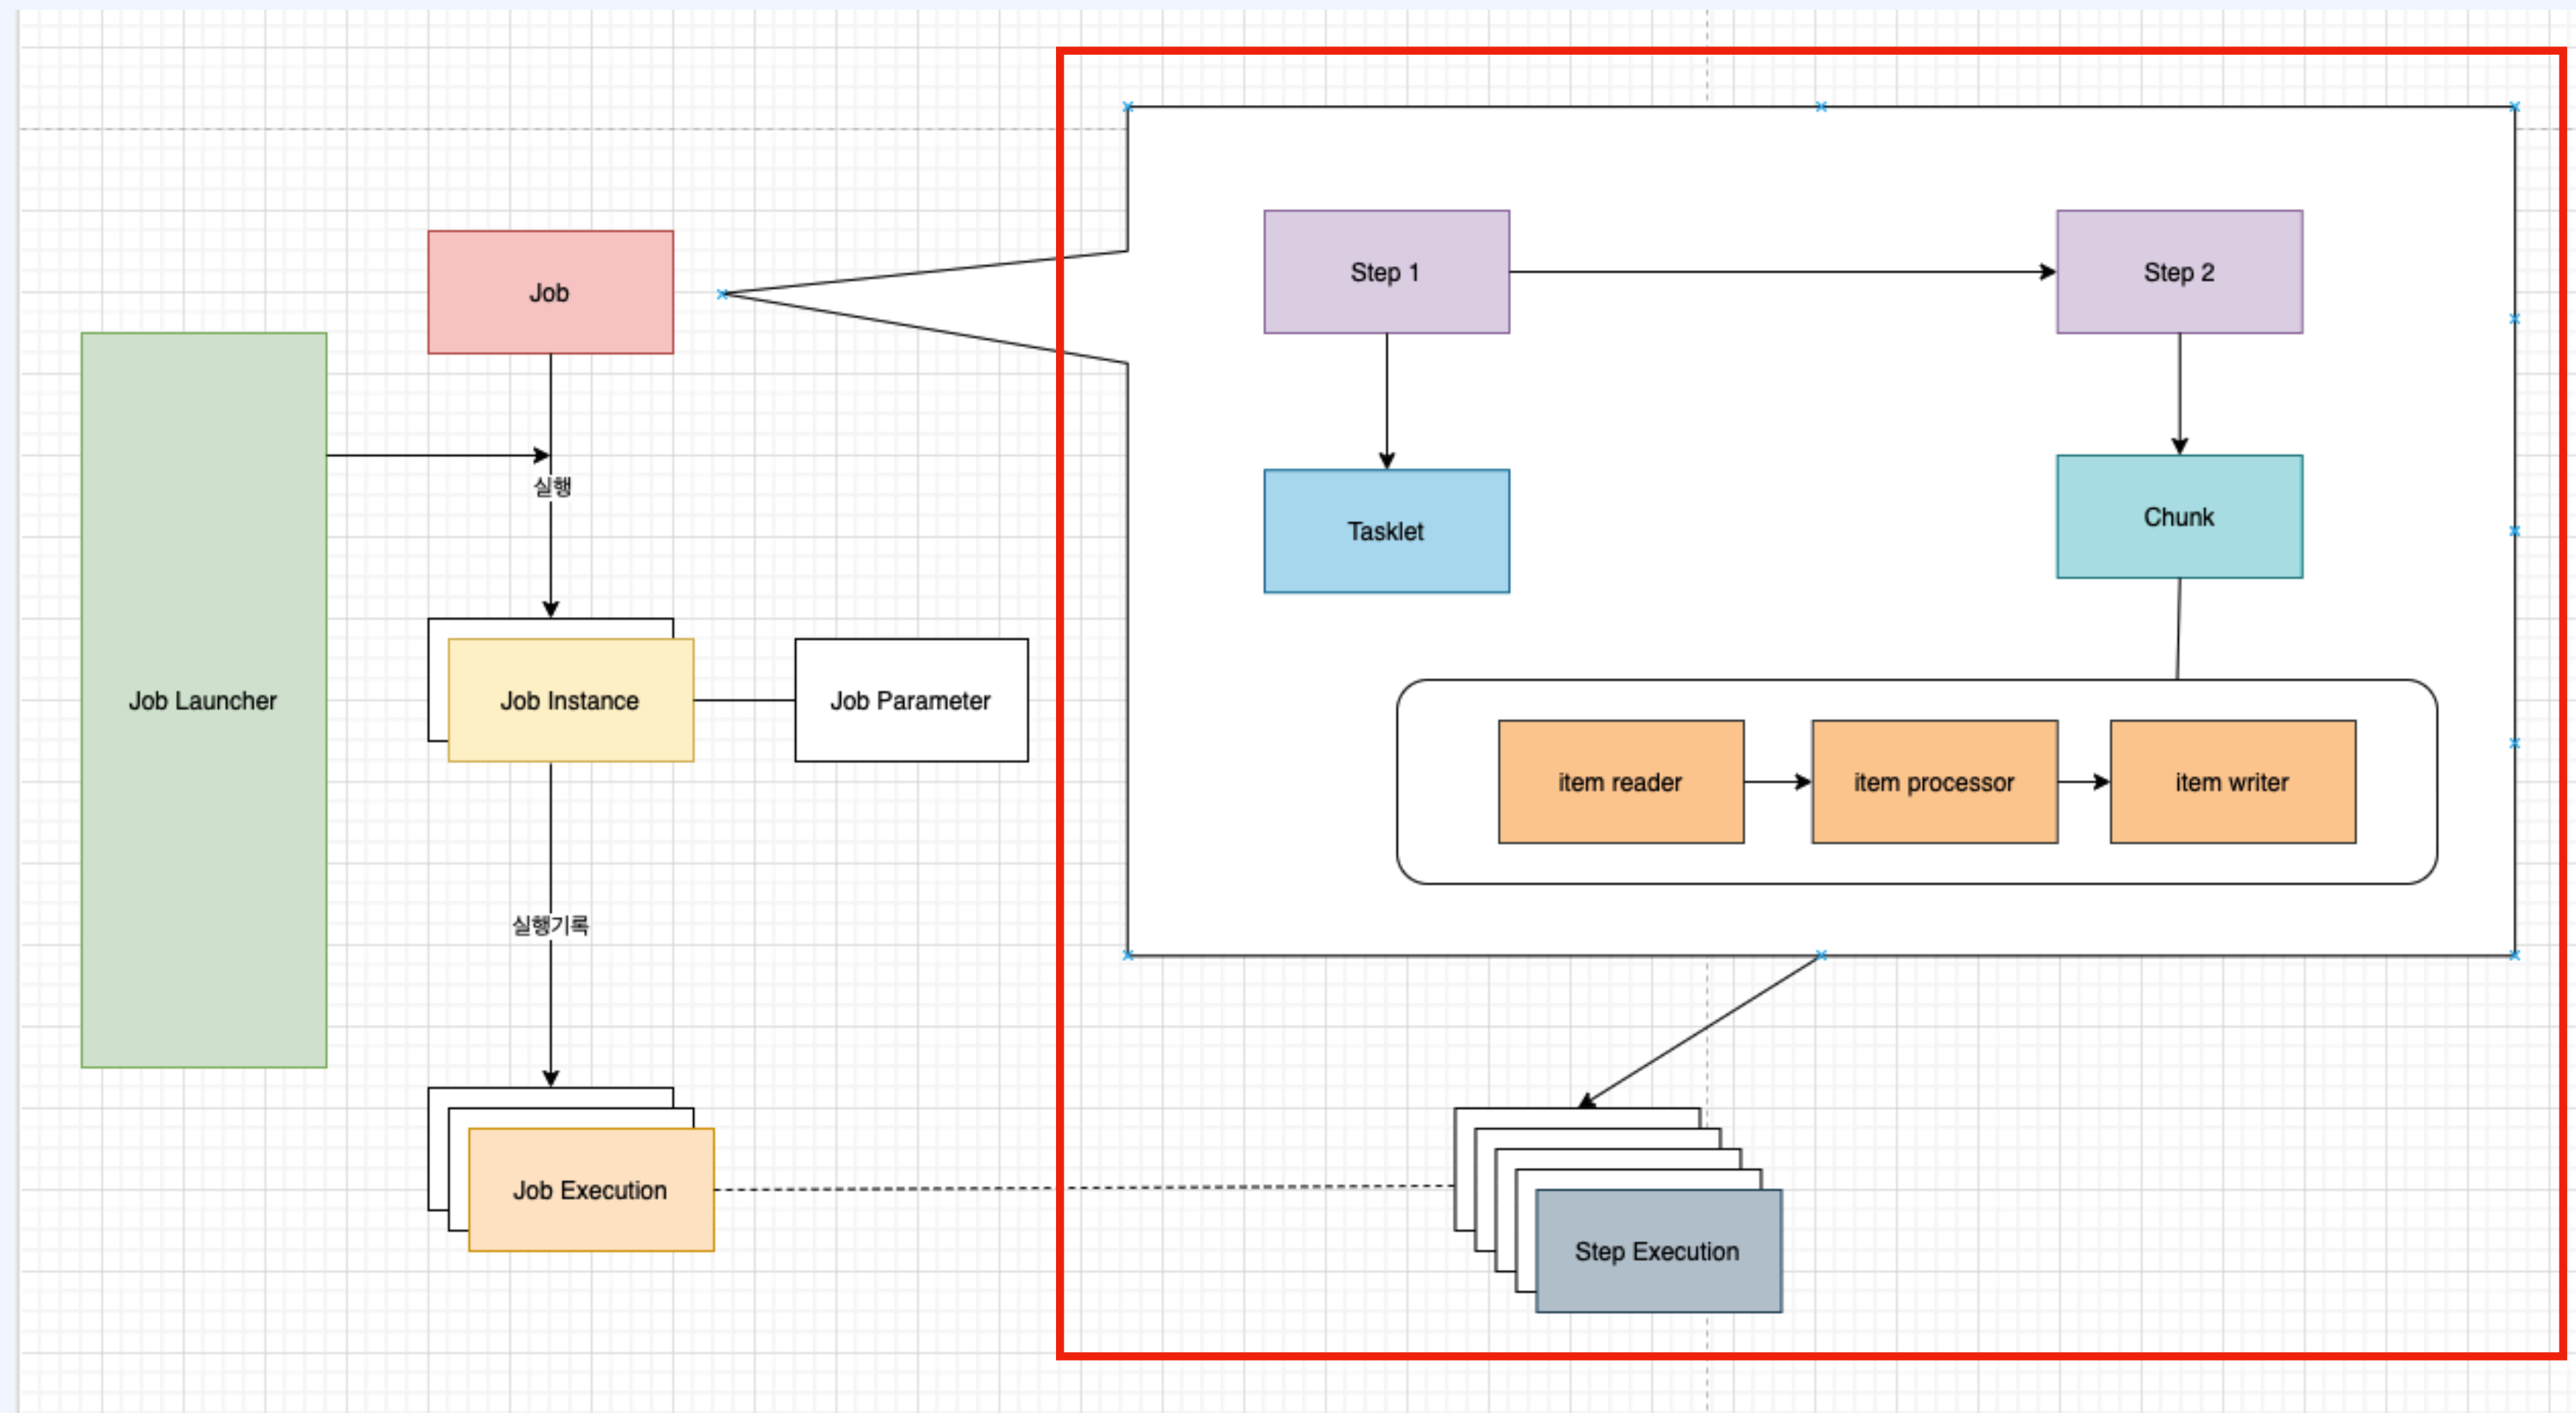 Job
Step 1
Step 2
실행
Tasklet
Chunk
Job Launcher
Job Instance
Job Parameter
item reader
item processor
item writer
실행기록
Job Execution
Step Execution